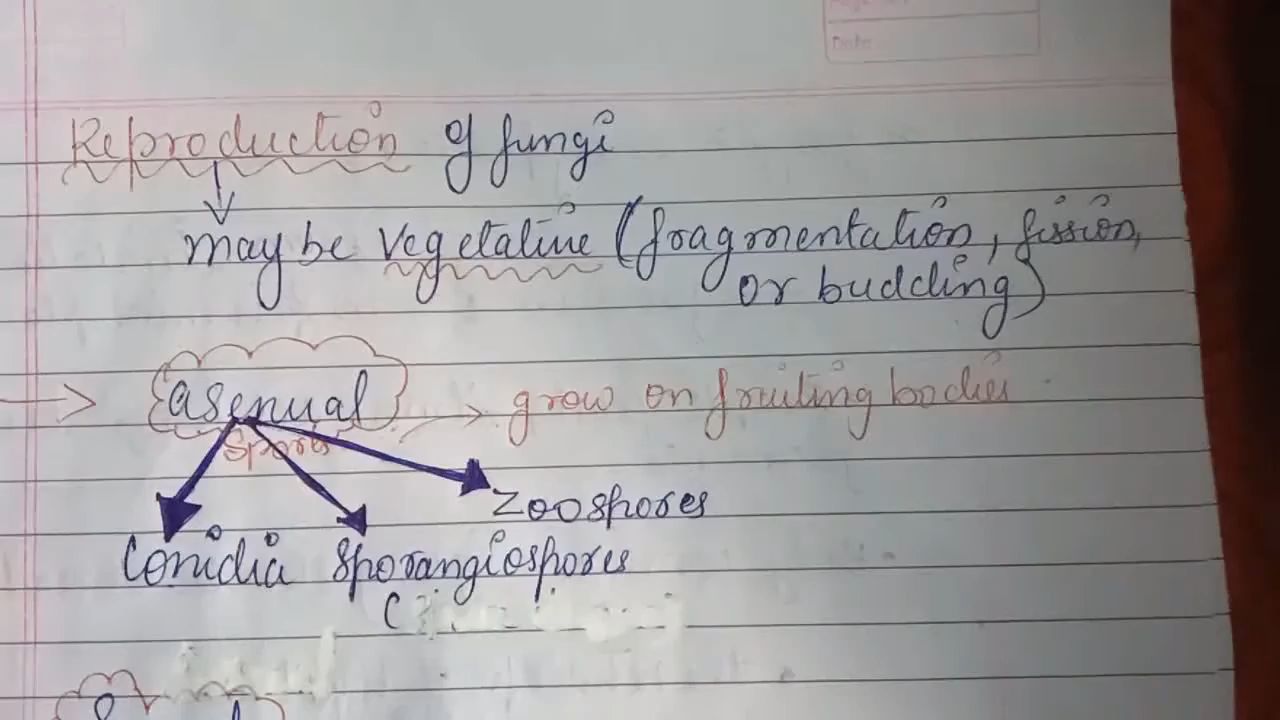 Date
Reproduction of fungi
may be vegetative (fragmentation, fission,
or budding)
asexual → grow on fruiting bodies
spores
Zoospores
Conidia Sporangiospores
(